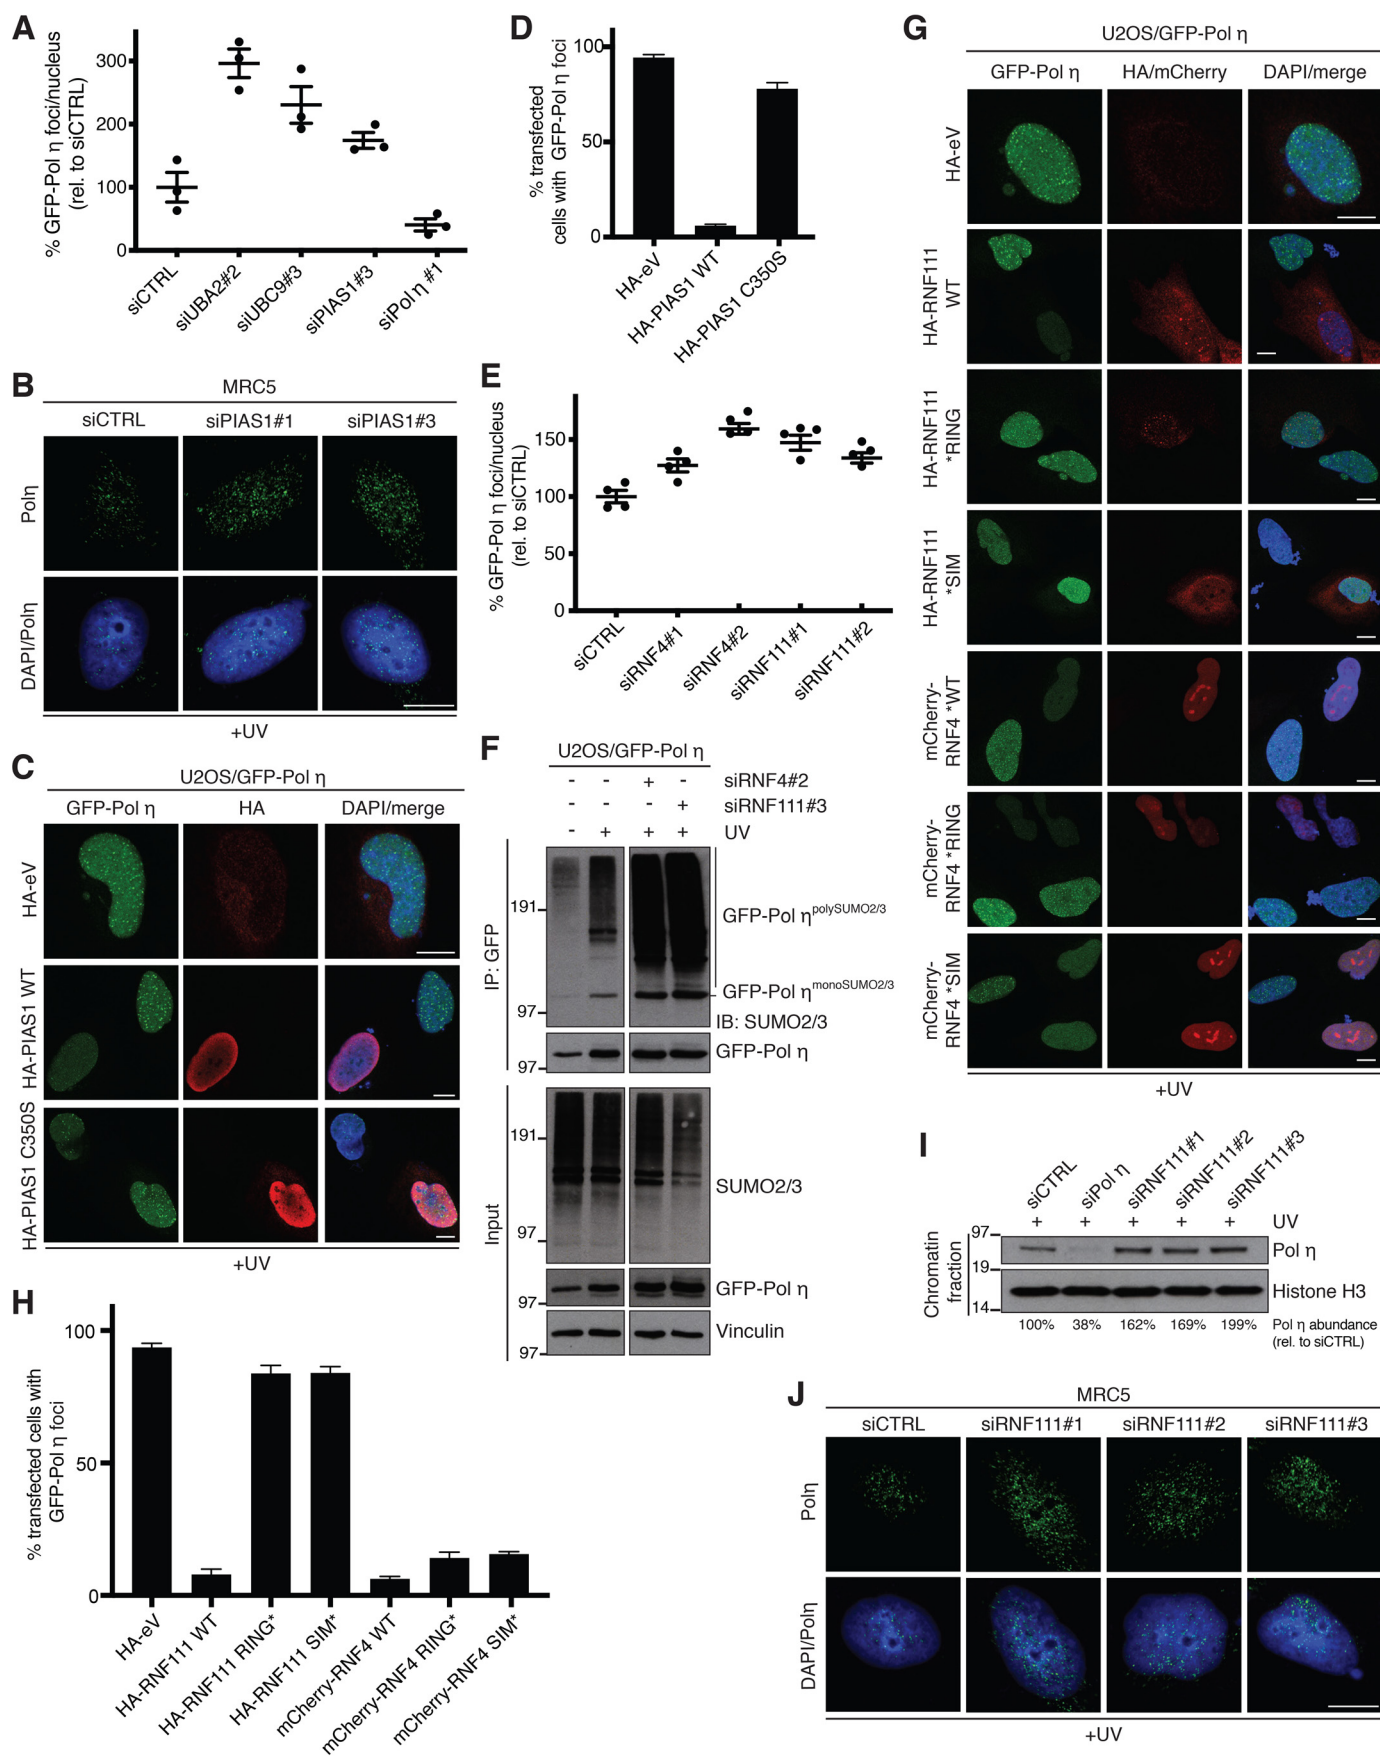 A
% GFP-Pol η foci/nucleus
(rel. to siCTRL)
300
200
100
0
siCTRL
siUBA2#2
siUBC9#3
siPIAS1#3
siPol η #1
B
MRC5
siCTRL
siPIAS1#1
siPIAS1#3
Polη
DAPI/Polη
+UV
C
U2OS/GFP-Pol η
GFP-Pol η
HA
DAPI/merge
HA-eV
HA-PIAS1 WT
HA-PIAS1 C350S
+UV
D
% transfected
cells with GFP-Pol η foci
100
50
0
HA-eV
HA-PIAS1 WT
HA-PIAS1 C350S
E
% GFP-Pol η foci/nucleus
(rel. to siCTRL)
150
100
50
0
siCTRL
siRNF4#1
siRNF4#2
siRNF111#1
siRNF111#2
F
U2OS/GFP-Pol η
- - + - siRNF4#2
- - - + siRNF111#3
- + + + UV
IP: GFP
191
97
GFP-Pol η polySUMO2/3
GFP-Pol η monoSUMO2/3
IB: SUMO2/3
GFP-Pol η
97
Input
191
97
SUMO2/3
GFP-Pol η
97
Vinculin
97
G
U2OS/GFP-Pol η
GFP-Pol η
HA/mCherry
DAPI/merge
HA-eV
HA-RNF111
WT
HA-RNF111
*RING
HA-RNF111
*SIM
mCherry-
RNF4 *WT
mCherry-
RNF4 *RING
mCherry-
RNF4 *SIM
+UV
H
% transfected cells with
GFP-Pol η foci
100
50
0
HA-eV
HA-RNF111 WT
HA-RNF111 RING*
HA-RNF111 SIM*
mCherry-RNF4 WT
mCherry-RNF4 RING*
mCherry-RNF4 SIM*
I
siCTRL
siPol η
siRNF111#1
siRNF111#2
siRNF111#3
+ + + + + UV
Chromatin
fraction
97
Pol η
19
Histone H3
14
100% 38% 162% 169% 199% Pol η abundance
(rel. to siCTRL)
J
MRC5
siCTRL
siRNF111#1
siRNF111#2
siRNF111#3
Polη
DAPI/Polη
+UV